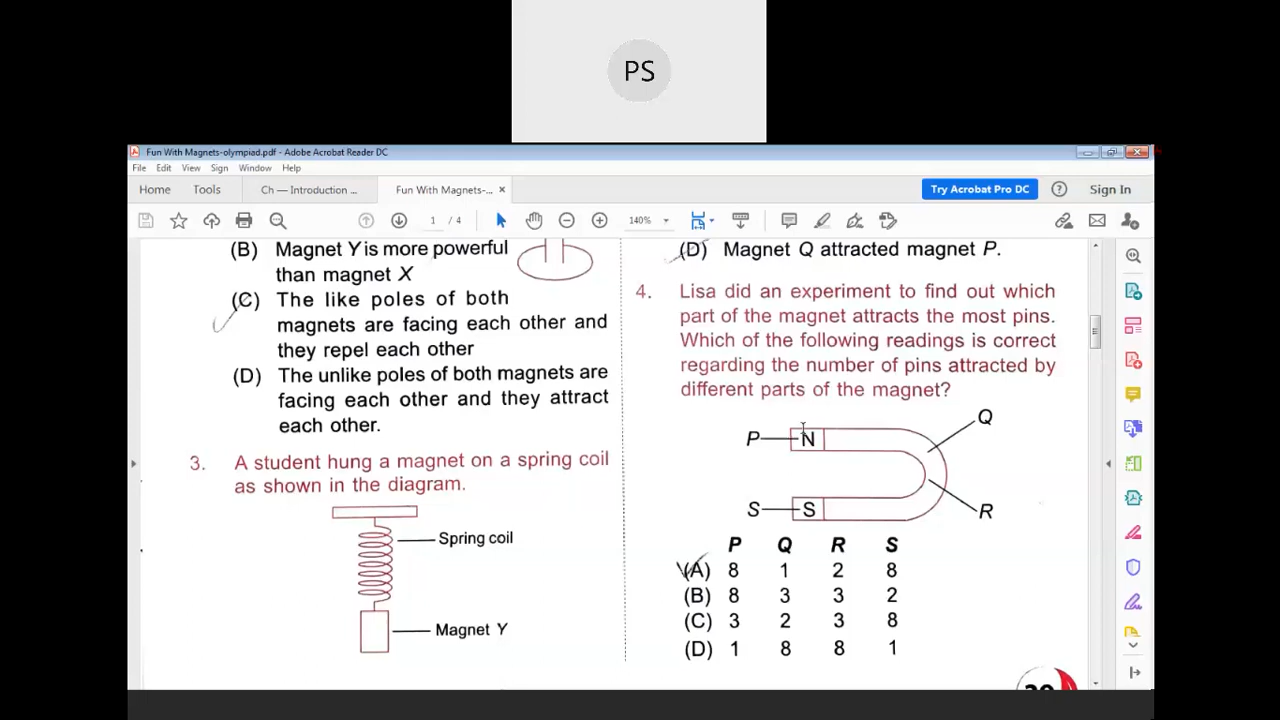 PS
Fun With Magnets-olympiad.pdf - Adobe Acrobat Reader DC
File Edit View Sign Window Help
Home Tools Ch — Introduction ... Fun With Magnets-... × Try Acrobat Pro DC ? Sign In
1 / 4 140%
(B) Magnet Y is more powerful
than magnet X
(C) The like poles of both
magnets are facing each other and
they repel each other
(D) The unlike poles of both magnets are
facing each other and they attract
each other.
3. A student hung a magnet on a spring coil
as shown in the diagram.
Spring coil
Magnet Y
(D) Magnet Q attracted magnet P.
4. Lisa did an experiment to find out which
part of the magnet attracts the most pins.
Which of the following readings is correct
regarding the number of pins attracted by
different parts of the magnet?
Q
P N
S S R
P Q R S
(A) 8 1 2 8
(B) 8 3 3 2
(C) 3 2 3 8
(D) 1 8 8 1